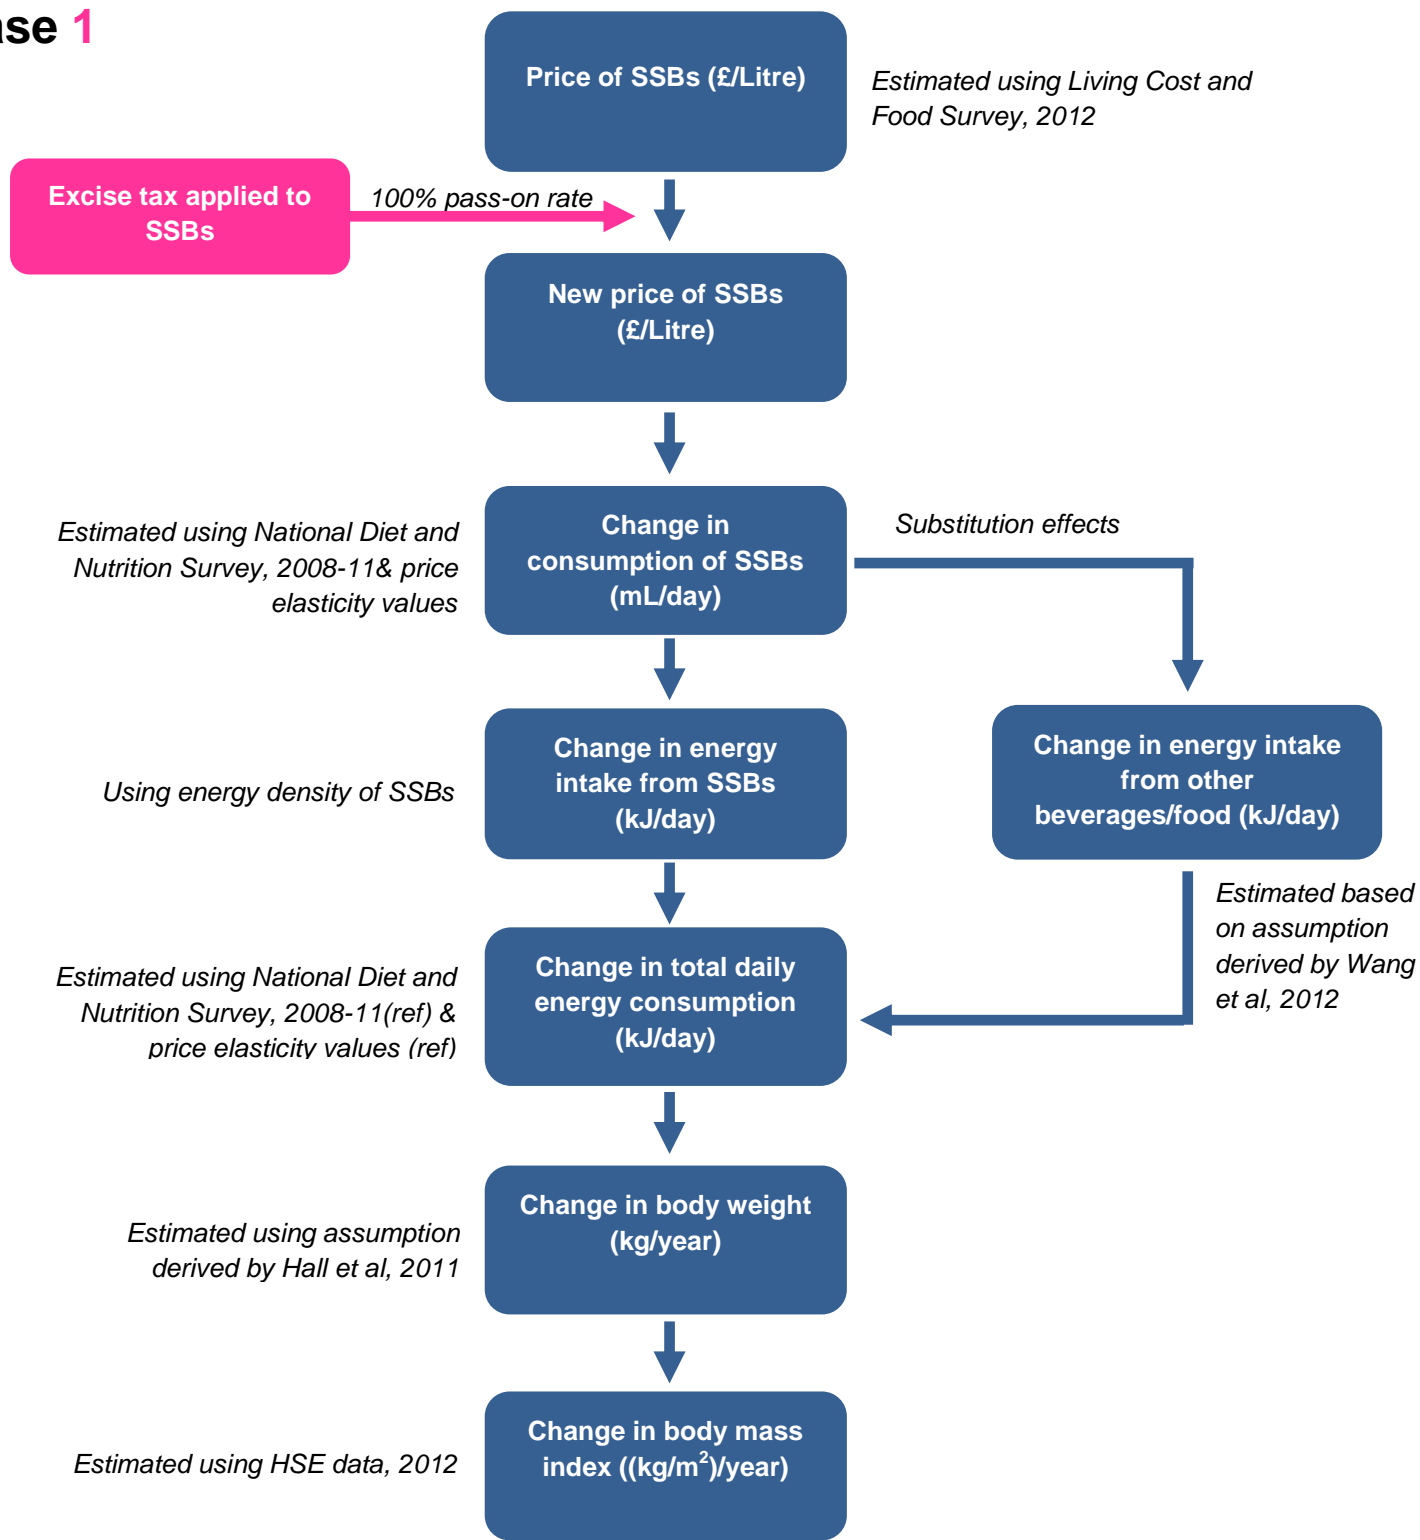 ase 1
Price of SSBs (£/Litre)
Estimated using Living Cost and
Food Survey, 2012
Excise tax applied to
SSBs
100% pass-on rate
New price of SSBs
(£/Litre)
Estimated using National Diet and
Nutrition Survey, 2008-11& price
elasticity values
Change in
consumption of SSBs
(mL/day)
Substitution effects
Using energy density of SSBs
Change in energy
intake from SSBs
(kJ/day)
Change in energy intake
from other
beverages/food (kJ/day)
Estimated based
on assumption
derived by Wang
et al, 2012
Estimated using National Diet and
Nutrition Survey, 2008-11(ref) &
price elasticity values (ref)
Change in total daily
energy consumption
(kJ/day)
Estimated using assumption
derived by Hall et al, 2011
Change in body weight
(kg/year)
Estimated using HSE data, 2012
Change in body mass
index ((kg/m²)/year)